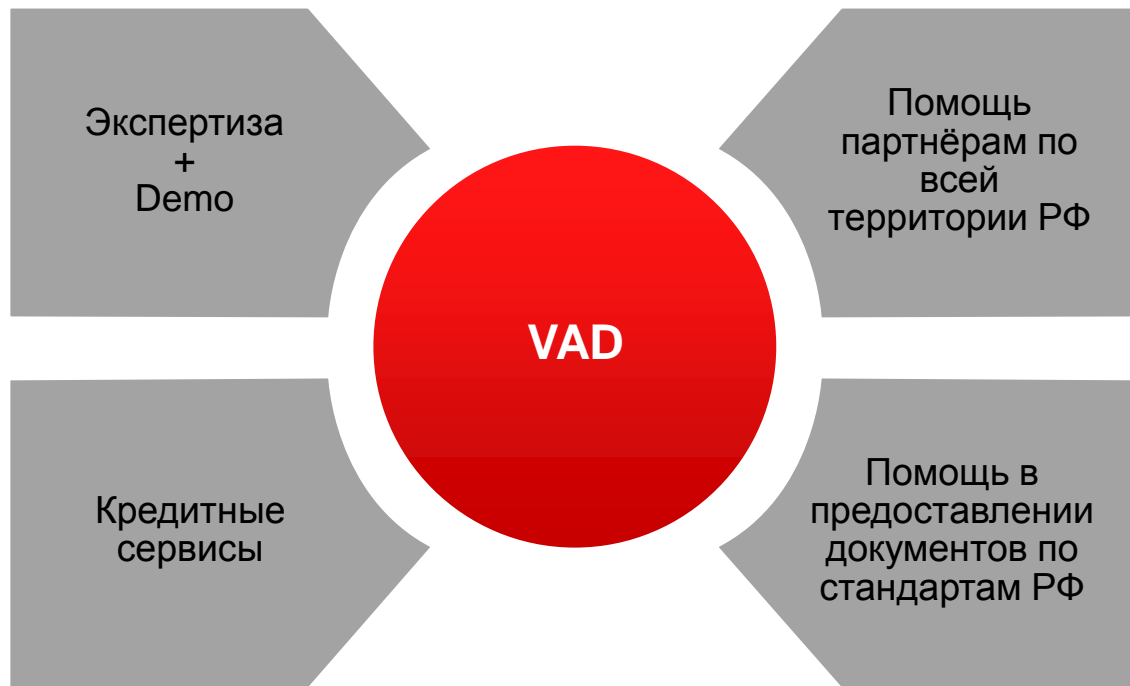 Экспертиза
+
Demo
Помощь
партнёрам по
всей
территории РФ
VAD
Кредитные
сервисы
Помощь в
предоставлении
документов по
стандартам РФ